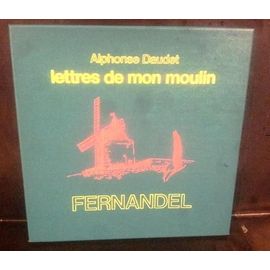 Alphonse Daudet
lettres de mon moulin
FERNANDEL